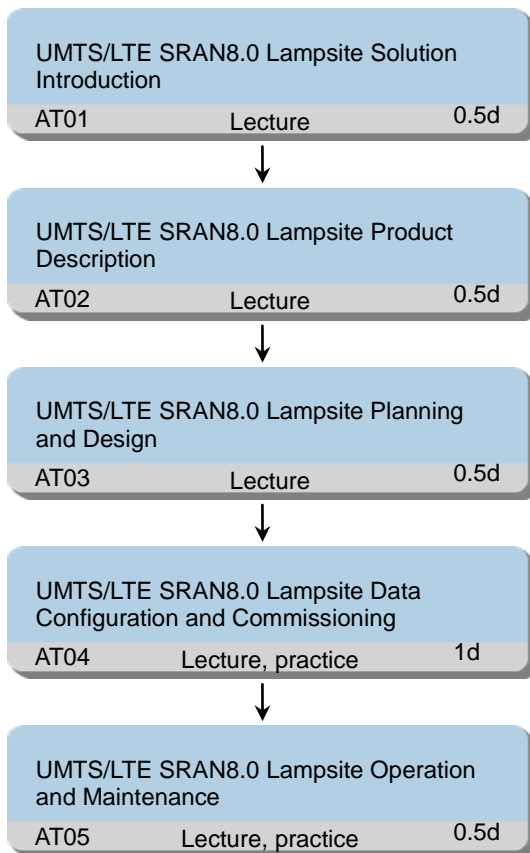 UMTS/LTE SRAN8.0 Lampsite Solution
Introduction
AT01 Lecture 0.5d
UMTS/LTE SRAN8.0 Lampsite Product
Description
AT02 Lecture 0.5d
UMTS/LTE SRAN8.0 Lampsite Planning
and Design
AT03 Lecture 0.5d
UMTS/LTE SRAN8.0 Lampsite Data
Configuration and Commissioning
AT04 Lecture, practice 1d
UMTS/LTE SRAN8.0 Lampsite Operation
and Maintenance
AT05 Lecture, practice 0.5d